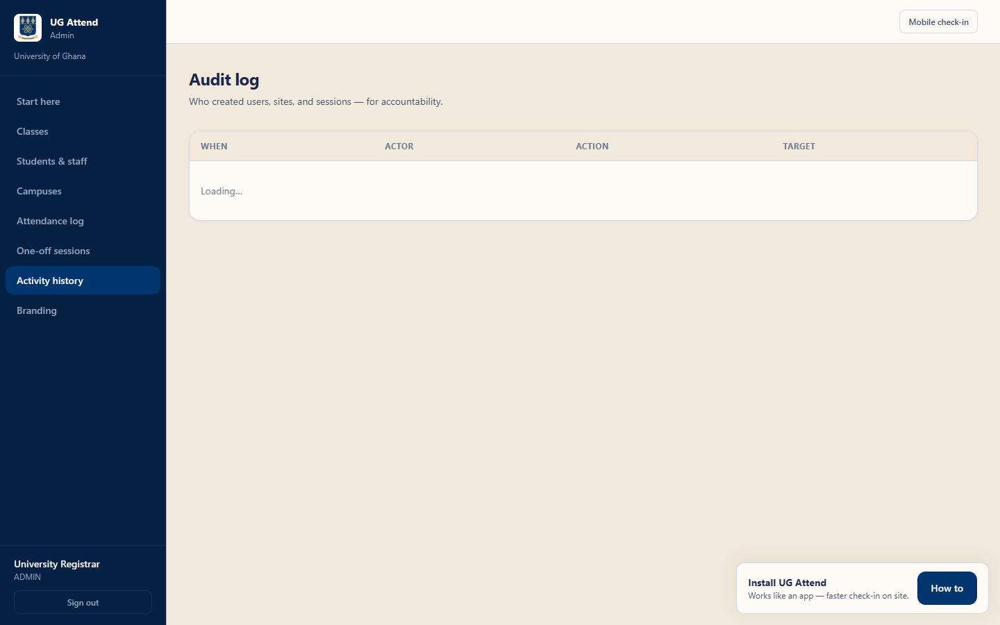 UG Attend
Admin
University of Ghana
Start here
Classes
Students & staff
Campuses
Attendance log
One-off sessions
Activity history
Branding
University Registrar
ADMIN
Sign out
Mobile check-in
Audit log
Who created users, sites, and sessions — for accountability.
WHEN ACTOR ACTION TARGET
Loading...
Install UG Attend
Works like an app — faster check-in on site.
How to